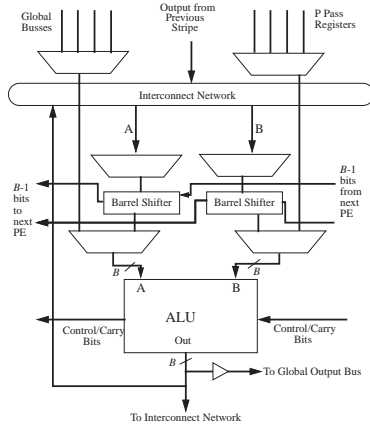 Global
Busses
Output from
Previous
Stripe
P Pass
Registers
Interconnect Network
A
B
B-1
bits
to
next
PE
Barrel Shifter
Barrel Shifter
B-1
bits
from
next
PE
B
B
A
B
ALU
Out
Control/Carry
Bits
Control/Carry
Bits
B
To Global Output Bus
To Interconnect Network